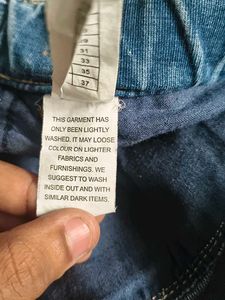 29
31
33
35
37
THIS GARMENT HAS
ONLY BEEN LIGHTLY
WASHED, IT MAY LOOSE
COLOUR ON LIGHTER
FABRICS AND
FURNISHINGS. WE
SUGGEST TO WASH
INSIDE OUT AND WITH
SIMILAR DARK ITEMS.